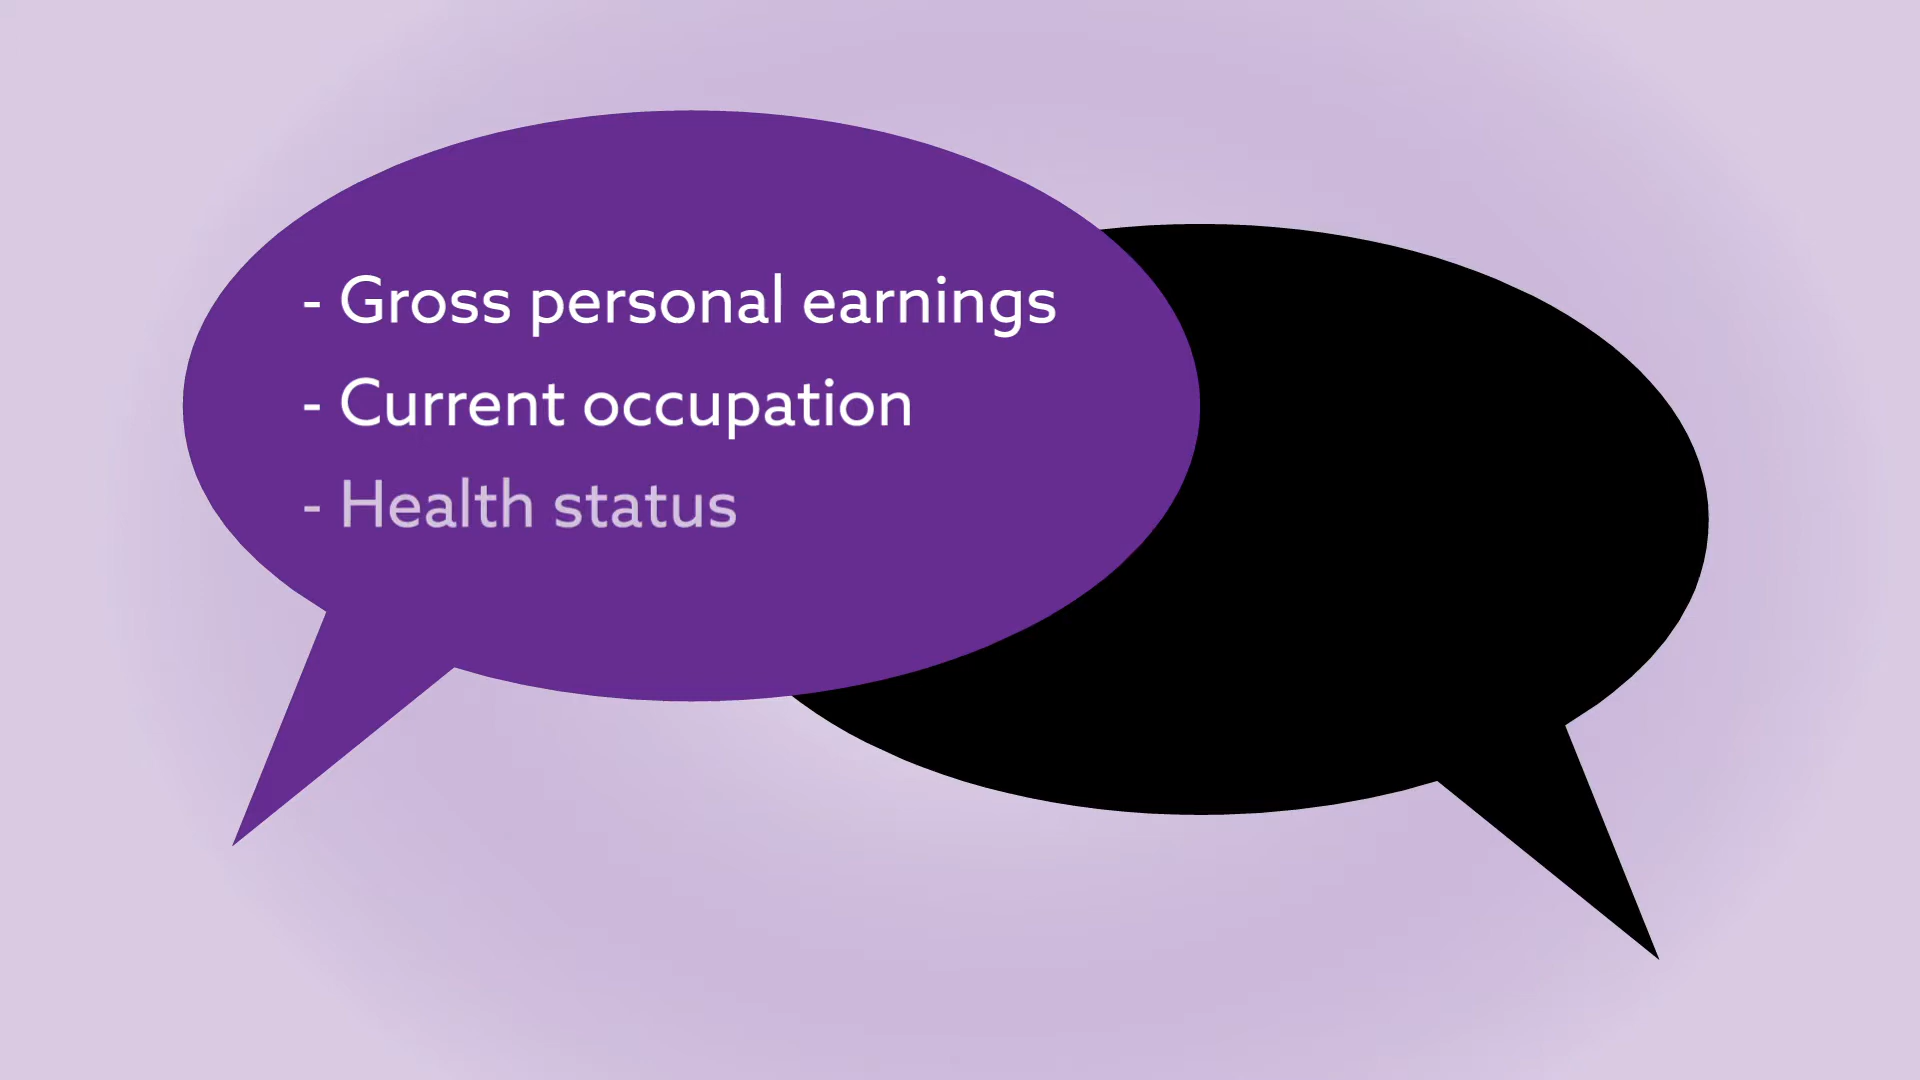 - Gross personal earnings
- Current occupation
- Health status